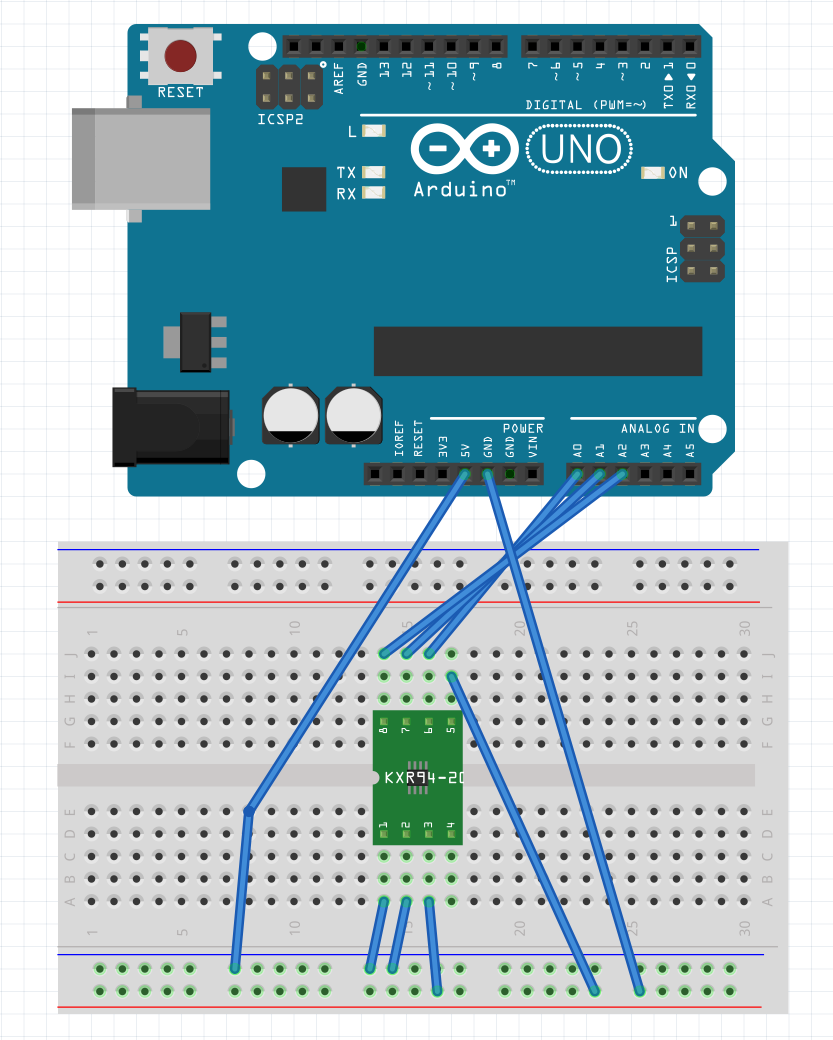 RESET
ICSP2
AREF
GND
13
12
~11
~10
~9
8
7
~6
~5
4
~3
2
TXD▶1
RXD◀0
DIGITAL (PWM=~)
L
TX
RX
Arduino™
UNO
ON
1
ICSP
IOREF
RESET
3V3
5V
GND
GND
VIN
POWER
A0
A1
A2
A3
A4
A5
ANALOG IN
1 5 10 15 20 25 30
J J
I I
H H
G G
F F
8 7 6 5
KXR94-20
1 2 3 4
E E
D D
C C
B B
A A
1 5 10 15 20 25 30